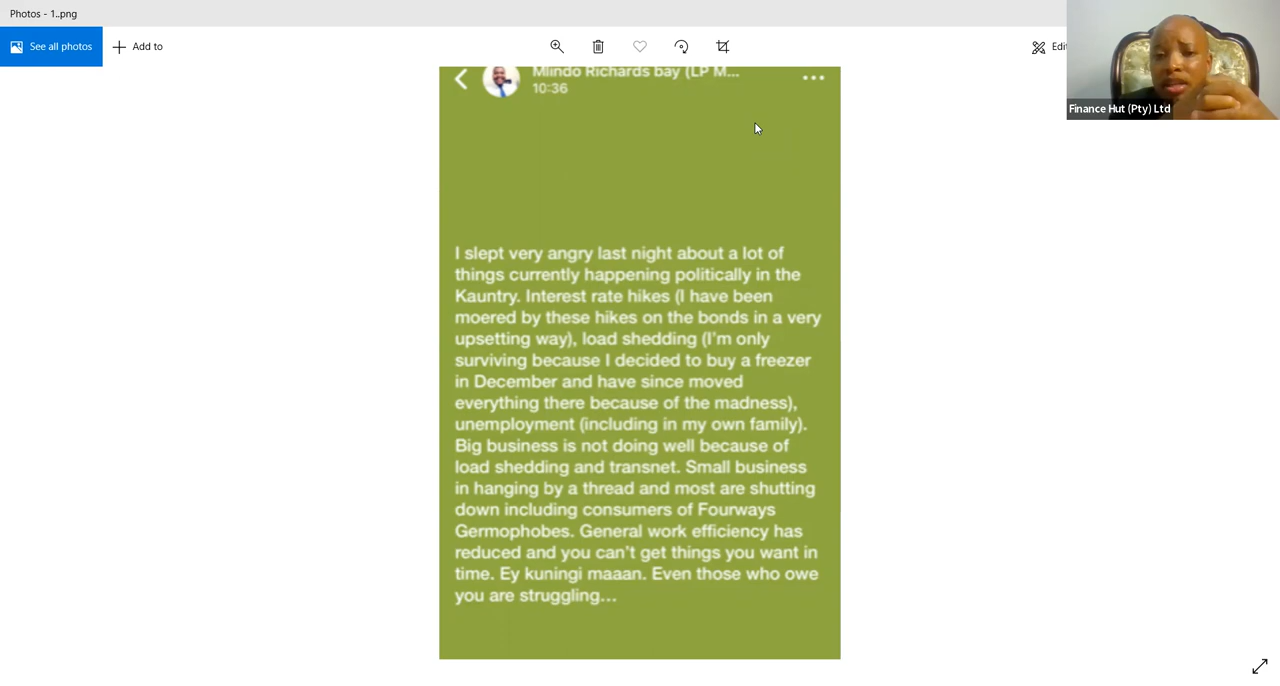 Photos - 1..png
See all photos
Add to
Edit
Finance Hut (Pty) Ltd
Mlindo Richards bay (LP M...
10:36
I slept very angry last night about a lot of
things currently happening politically in the
Kauntry. Interest rate hikes (I have been
moered by these hikes on the bonds in a very
upsetting way), load shedding (I'm only
surviving because I decided to buy a freezer
in December and have since moved
everything there because of the madness),
unemployment (including in my own family).
Big business is not doing well because of
load shedding and transnet. Small business
in hanging by a thread and most are shutting
down including consumers of Fourways
Germophobes. General work efficiency has
reduced and you can't get things you want in
time. Ey kuningi maaan. Even those who owe
you are struggling...